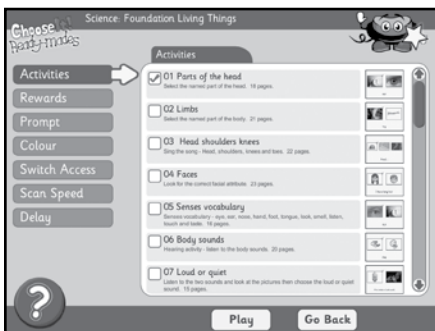 Science: Foundation Living Things
Choose It!
Ready-mades
Activities
Activities
Rewards
Prompt
Colour
Switch Access
Scan Speed
Delay
01 Parts of the head
Select the named part of the head. 18 pages.
02 Limbs
Select the named part of the body. 21 pages.
03 Head shoulders knees
Sing the song - Head, shoulders, knees and toes. 22 pages.
04 Faces
Look for the correct facial attribute. 23 pages.
05 Senses vocabulary
Senses vocabulary - eye, ear, nose, hand, foot, tongue, look, smell, listen,
touch and taste. 16 pages.
06 Body sounds
Hearing activity - listen to the body sounds. 20 pages.
07 Loud or quiet
Listen to the two sounds and look at the pictures then choose the loud or quiet
sound. 15 pages.
?
Play
Go Back